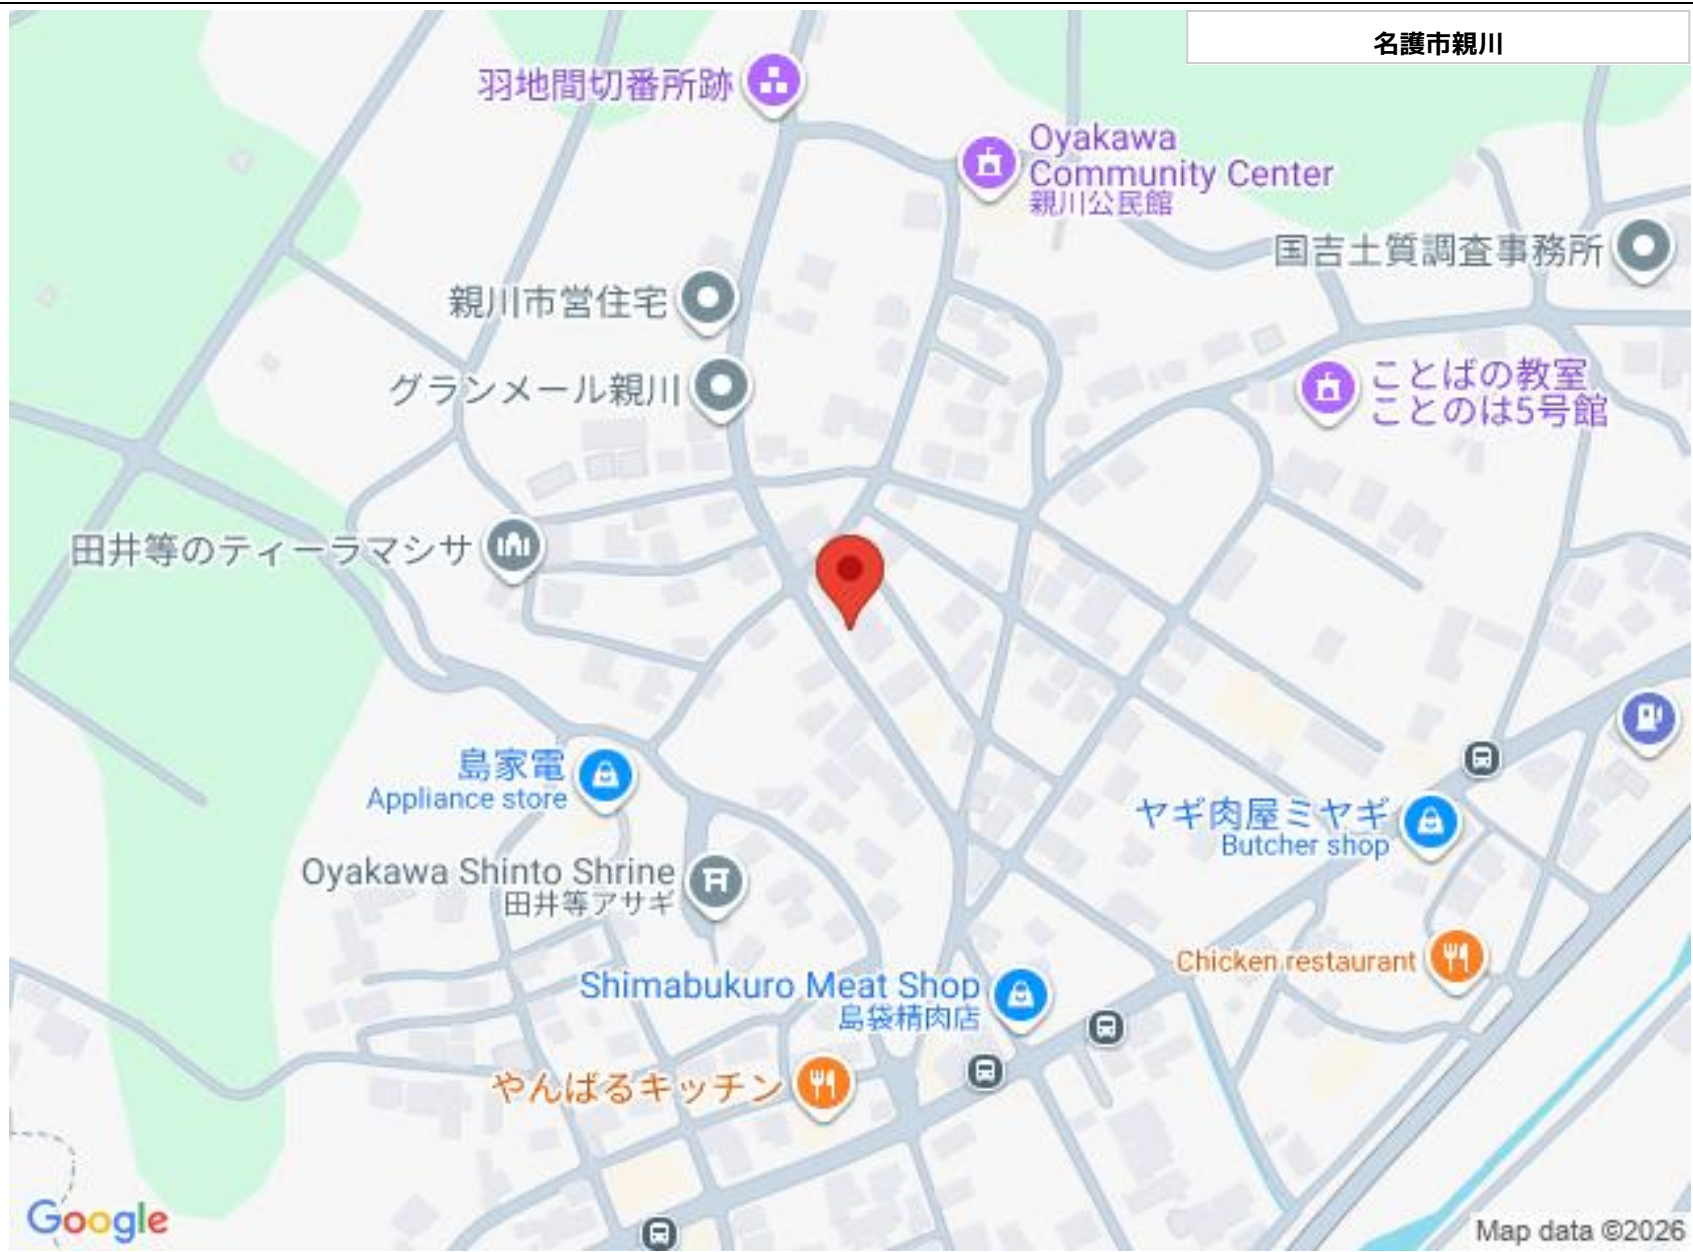 名護市親川
羽地間切番所跡
Oyakawa
Community Center
親川公民館
国吉土質調査事務所
親川市営住宅
グランメール親川
ことばの教室
ことのは5号館
田井等のティーラマシサ
島家電
Appliance store
ヤギ肉屋ミヤギ
Butcher shop
Oyakawa Shinto Shrine
田井等アサギ
Chicken restaurant
Shimabukuro Meat Shop
島袋精肉店
やんばるキッチン
Google
Map data ©2026